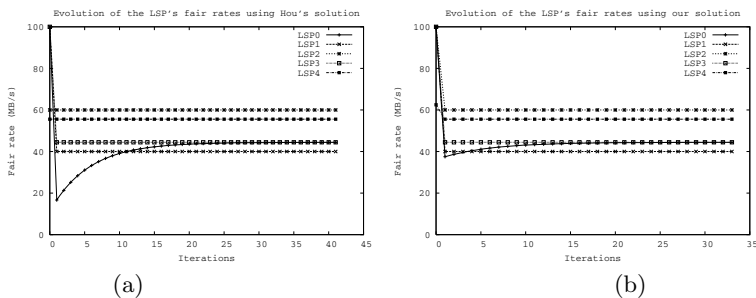 Evolution of the LSP's fair rates using Hou's solution
100
80
60
40
20
0
Fair rate (MB/s)
LSP0
LSP1
LSP2
LSP3
LSP4
0 5 10 15 20 25 30 35 40 45
Iterations
(a)
Evolution of the LSP's fair rates using our solution
100
80
60
40
20
0
Fair rate (MB/s)
LSP0
LSP1
LSP2
LSP3
LSP4
0 5 10 15 20 25 30 35
Iterations
(b)